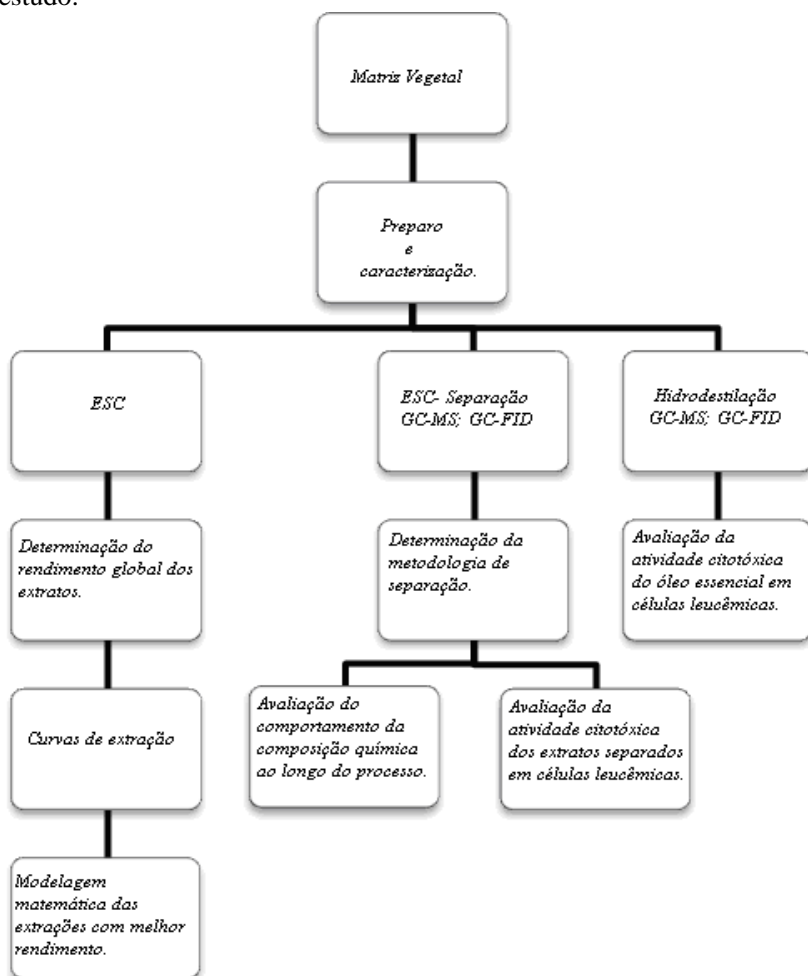 estudo.
Matriz Vegetal
Preparo
e
caracterização.
ESC
ESC- Separação
GC-MS; GC-FID
Hidrodestilação
GC-MS; GC-FID
Determinação do
rendimento global dos
extratos.
Determinação da
metodologia de
separação.
Avaliação da
atividade citotóxica
do óleo essencial em
células leucêmicas.
Curvas de extração
Avaliação do
comportamento da
composição química
ao longo do processo.
Avaliação da
atividade citotóxica
dos extratos separados
em células leucêmicas.
Modelagem
matemática das
extrações com melhor
rendimento.